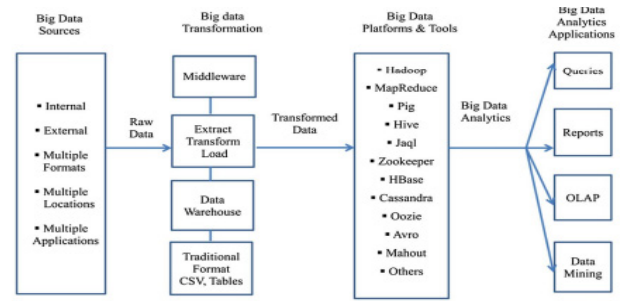 Big Data
Sources
Big data
Transformation
Big Data
Platforms & Tools
Big Data
Analytics
Applications
▪ Internal
▪ External
▪ Multiple
Formats
▪ Multiple
Locations
▪ Multiple
Applications
Raw
Data
Middleware
Extract
Transform
Load
Data
Warehouse
Traditional
Format
CSV, Tables
Transformed
Data
▪ Hadoop
▪ MapReduce
▪ Pig
▪ Hive
▪ Jaql
▪ Zookeeper
▪ HBase
▪ Cassandra
▪ Oozie
▪ Avro
▪ Mahout
▪ Others
Big Data
Analytics
Queries
Reports
OLAP
Data
Mining